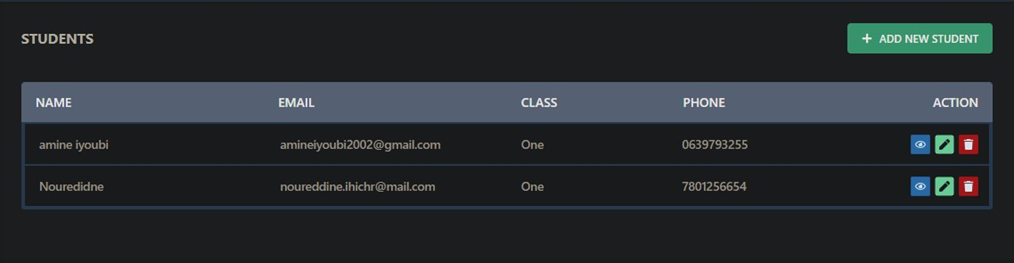 STUDENTS
+ ADD NEW STUDENT
NAME EMAIL CLASS PHONE ACTION
amine iyoubi amineiyoubi2002@gmail.com One 0639793255
Nouredidne noureddine.ihichr@mail.com One 7801256654